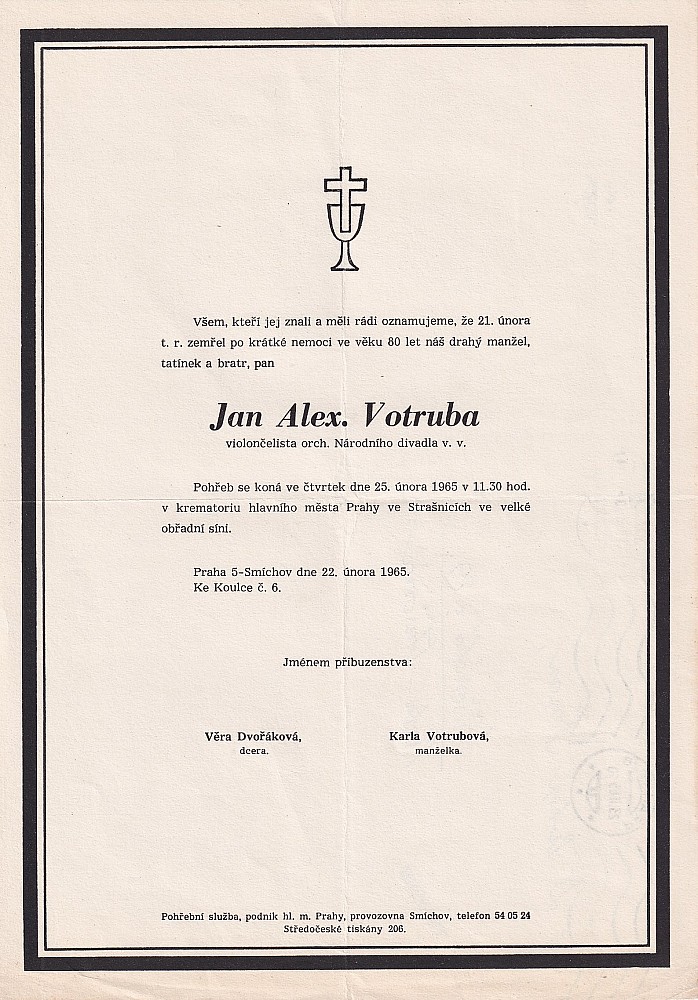 Všem, kteří jej znali a měli rádi oznamujeme, že 21. února
t. r. zemřel po krátké nemoci ve věku 80 let náš drahý manžel,
tatínek a bratr, pan
Jan Alex. Votruba
violončelista orch. Národního divadla v. v.
Pohřeb se koná ve čtvrtek dne 25. února 1965 v 11.30 hod.
v krematoriu hlavního města Prahy ve Strašnicích ve velké
obřadní síni.
Praha 5-Smíchov dne 22. února 1965.
Ke Koulce č. 6.
Jménem příbuzenstva:
Věra Dvořáková,
dcera.
Karla Votrubová,
manželka.
Pohřební služba, podnik hl. m. Prahy, provozovna Smíchov, telefon 54 05 24
Středočeské tiskány 206.